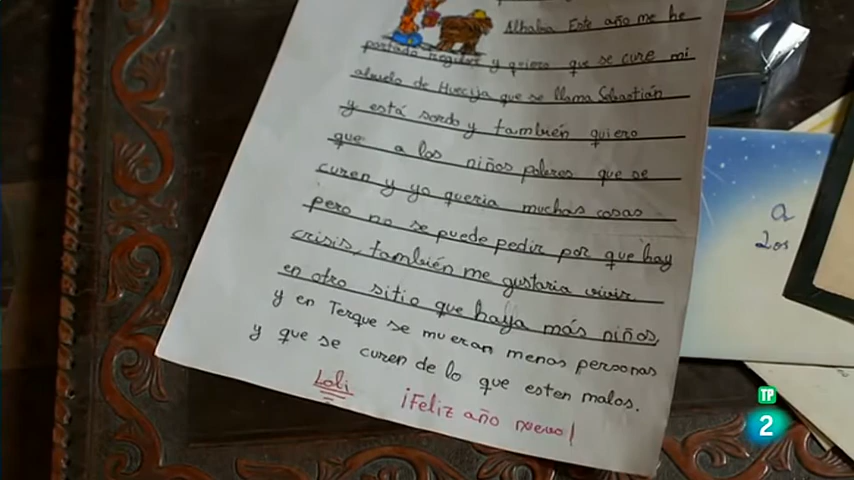 Alhabia Este año me he
portado regular y quiero que se cure mi
abuelo de Huecija que se llama Sebastián
y está sordo y también quiero
que a los niños pobres que se
curen y yo queria muchas cosas
pero no se puede pedir por que hay
crisis, también me gustaria vivir
en otro sitio que haya más niños,
y en Terque se mueran menos personas
y que se curen de lo que esten malos.
Loli
¡Feliz año nuevo!
a
Los
TP
2